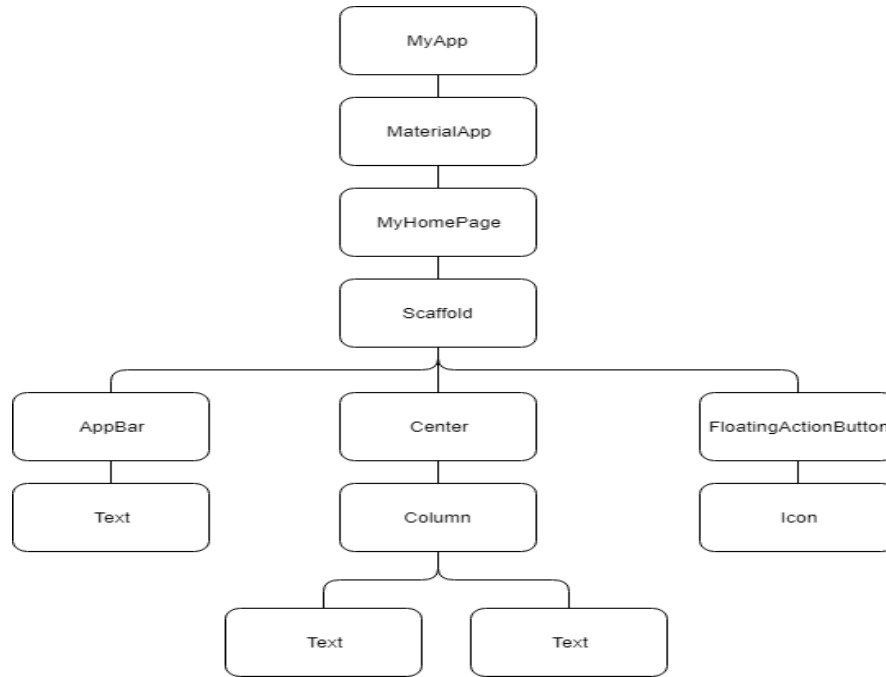 MyApp
MaterialApp
MyHomePage
Scaffold
AppBar
Center
FloatingActionButton
Text
Column
Icon
Text
Text